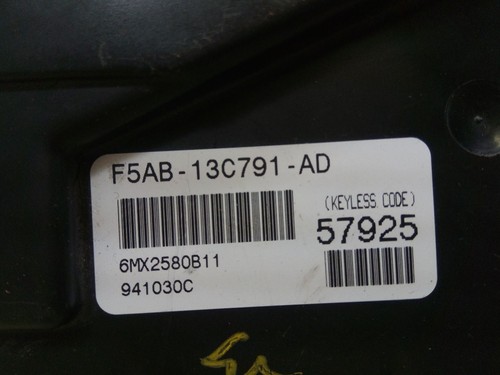 F5AB-13C791-AD
(KEYLESS CODE)
57925
6MX2580B11
941030C